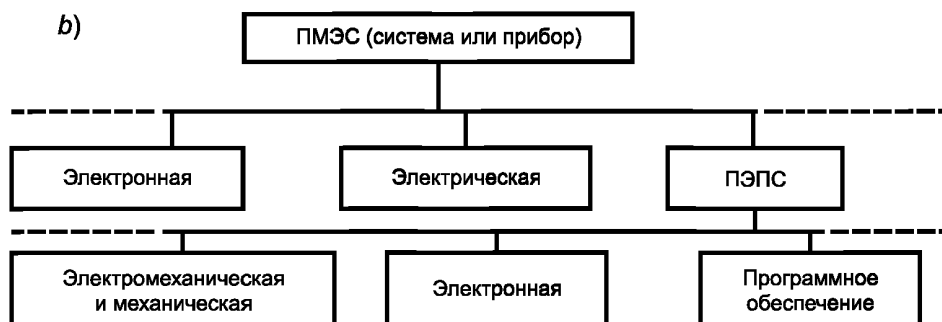 b)
ПМЭС (система или прибор)
Электронная
Электрическая
ПЭПС
Электромеханическая
и механическая
Электронная
Программное
обеспечение